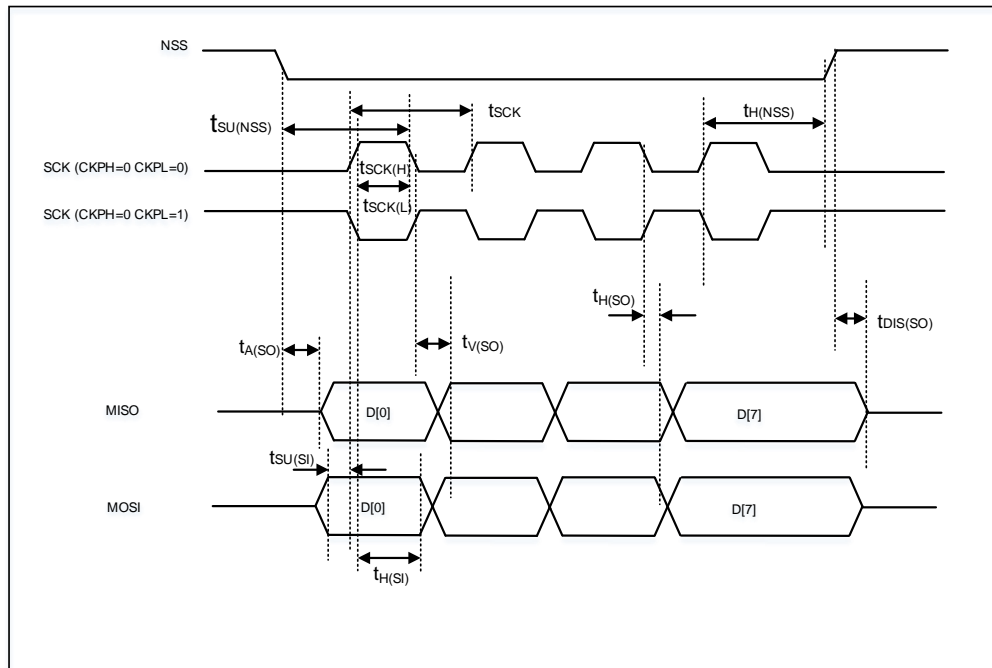 NSS
tSCK
tH(NSS)
tSU(NSS)
SCK (CKPH=0 CKPL=0)
tSCK(H)
tSCK(L)
SCK (CKPH=0 CKPL=1)
tH(SO)
tDIS(SO)
tA(SO)
tV(SO)
MISO
D[0]
D[7]
tSU(SI)
MOSI
D[0]
D[7]
tH(SI)